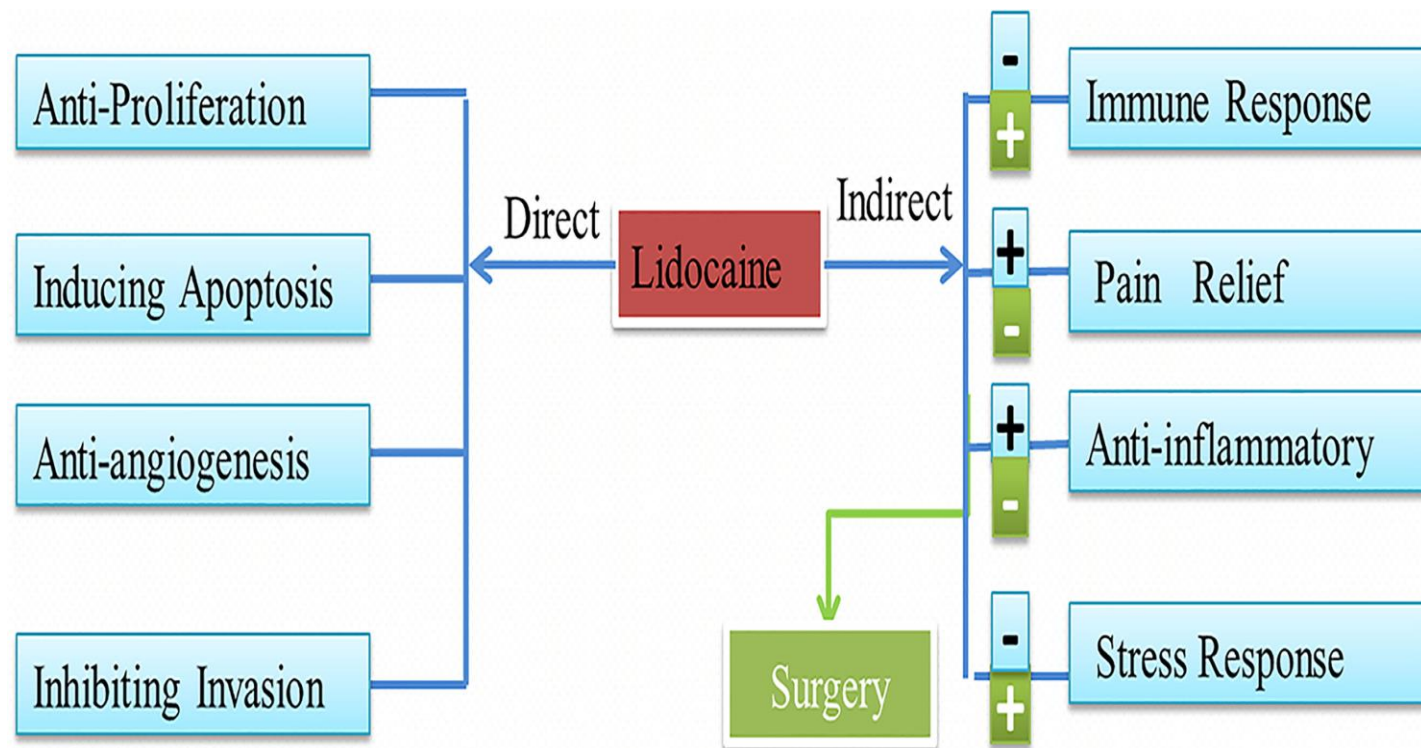 Anti-Proliferation
Inducing Apoptosis
Anti-angiogenesis
Inhibiting Invasion
Direct
Lidocaine
Indirect
Surgery
-
+
Immune Response
+
-
Pain Relief
+
-
Anti-inflammatory
-
+
Stress Response